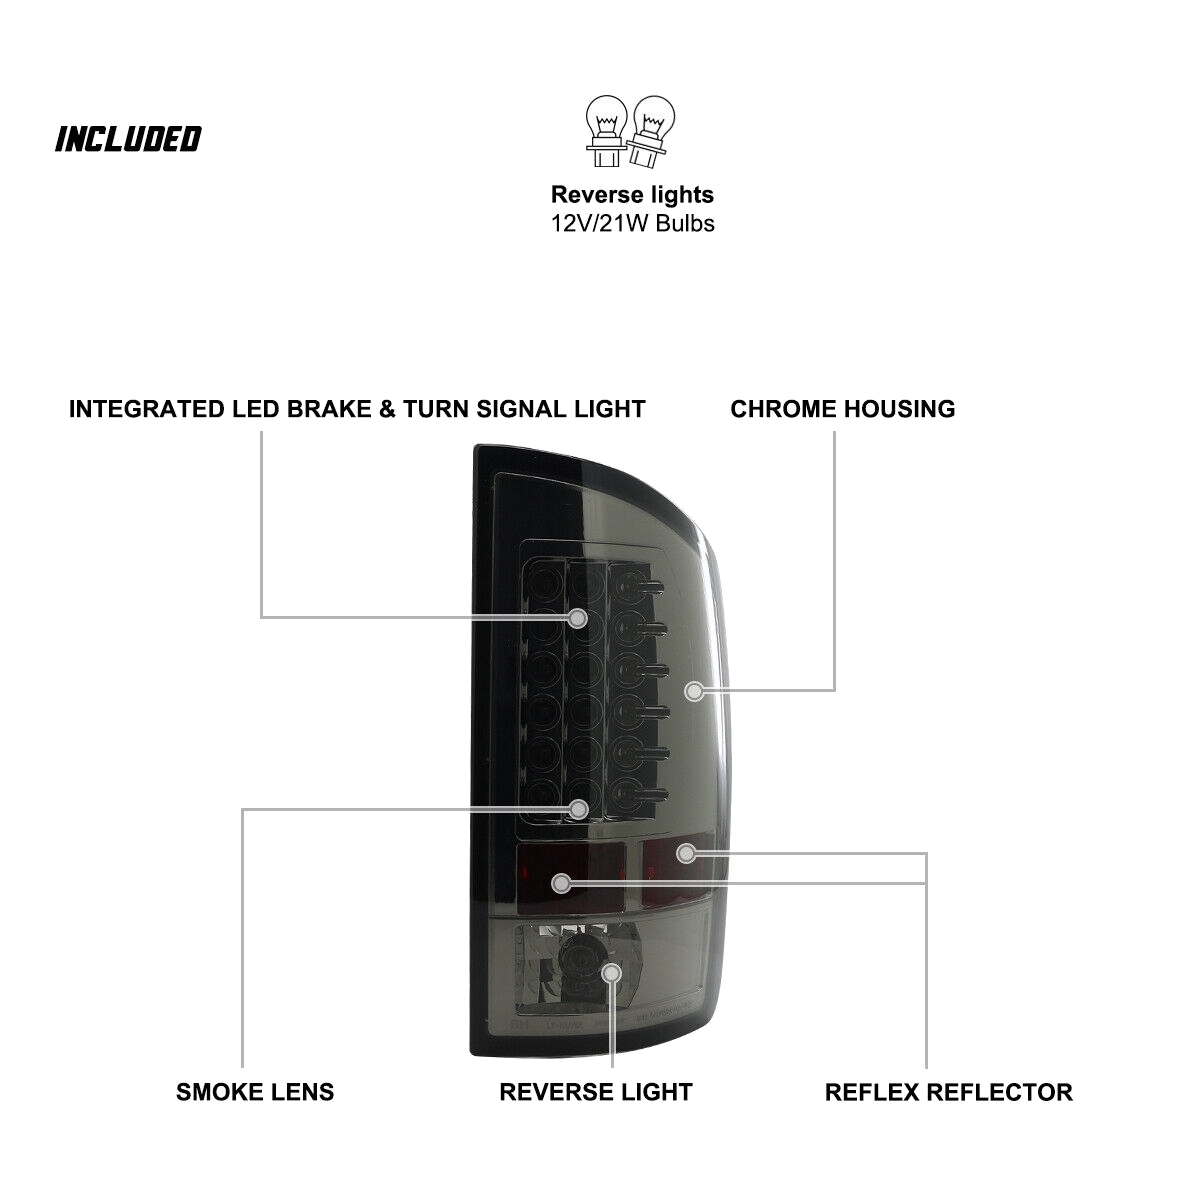 INCLUDED
Reverse lights
12V/21W Bulbs
INTEGRATED LED BRAKE & TURN SIGNAL LIGHT
CHROME HOUSING
RH
SMOKE LENS
REVERSE LIGHT
REFLEX REFLECTOR